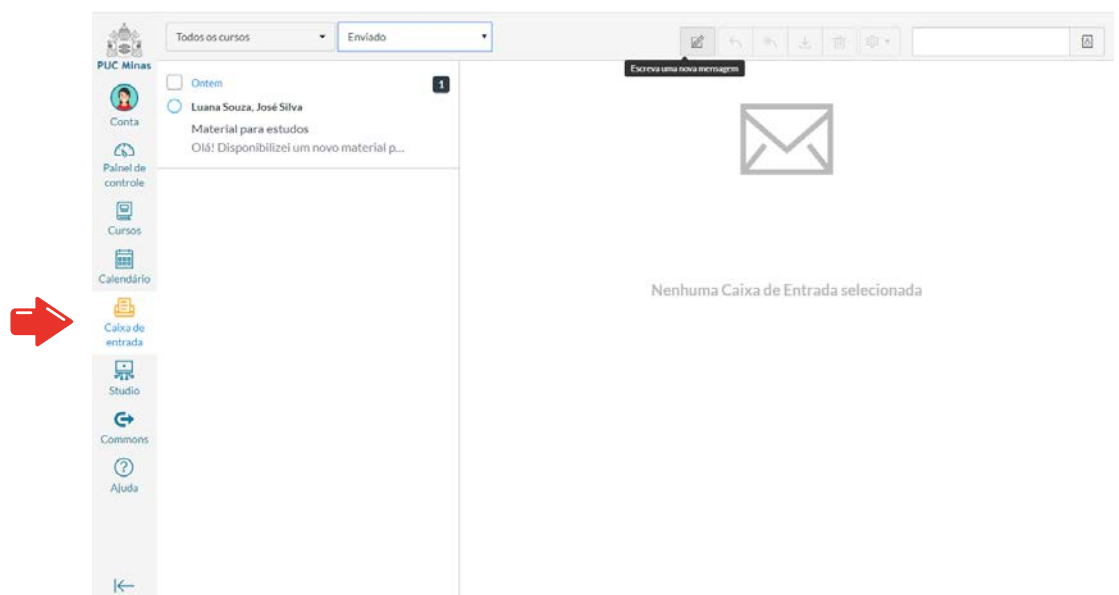 PUC Minas
Conta
Painel de
controle
Cursos
Calendário
Caixa de
entrada
Studio
Commons
Ajuda
Todos os cursos
Enviado
Escreva uma nova mensagem
Ontem
1
Luana Souza, José Silva
Material para estudos
Olá! Disponibilizei um novo material p...
Nenhuma Caixa de Entrada selecionada